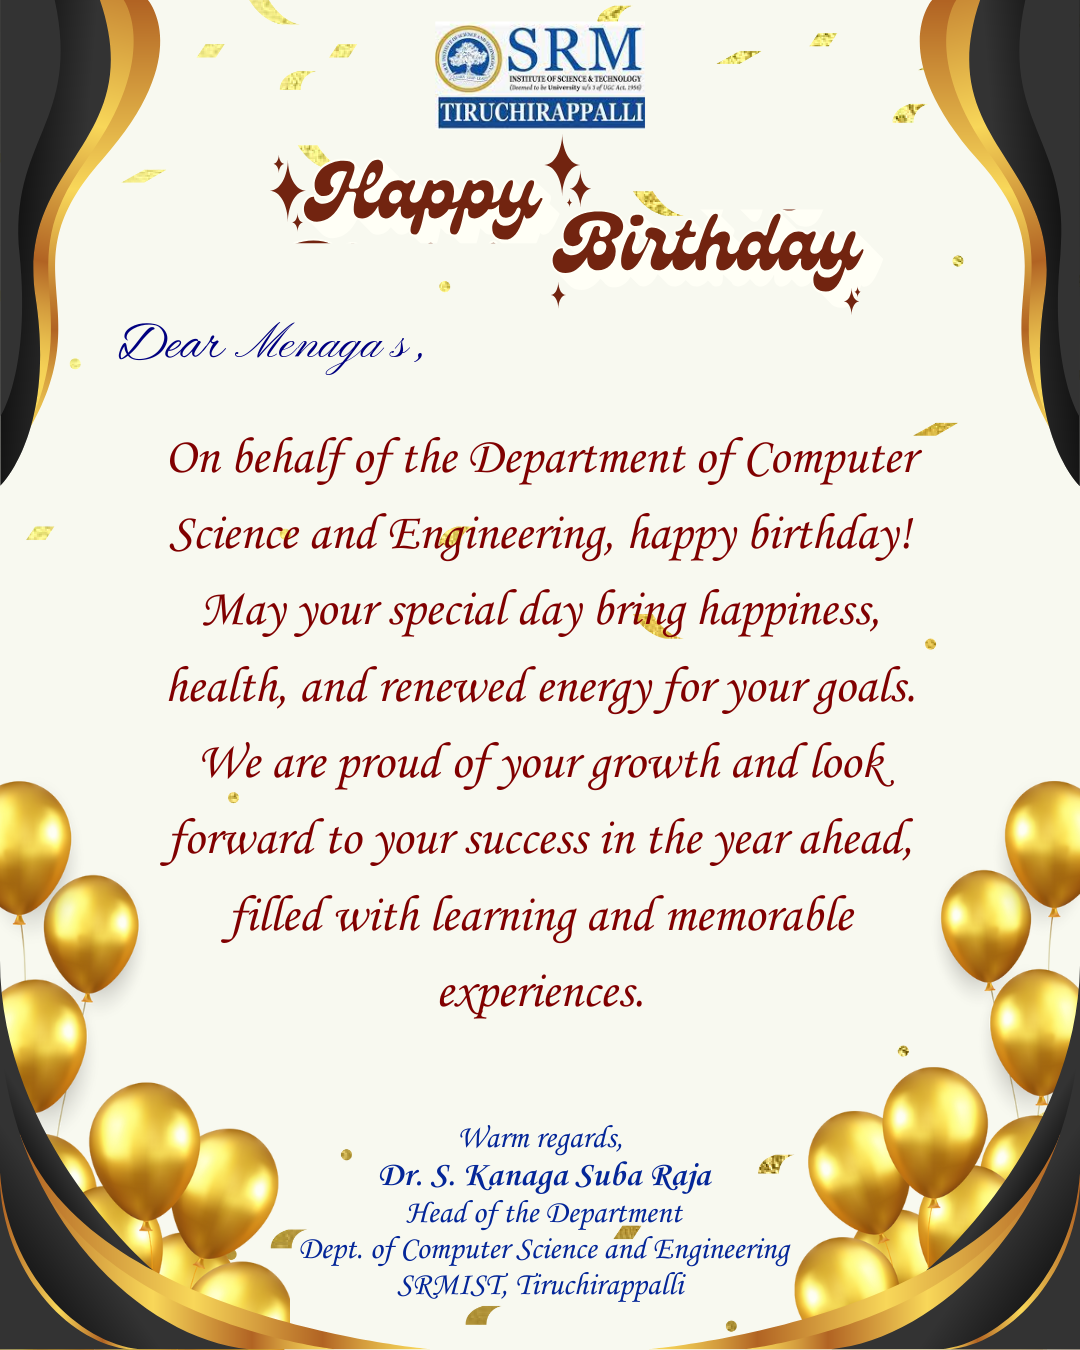 SRM
INSTITUTE OF SCIENCE & TECHNOLOGY
(Deemed to be University u/s 3 of UGC Act, 1956)
TIRUCHIRAPPALLI
Happy
Birthday
Dear Menaga s ,
On behalf of the Department of Computer
Science and Engineering, happy birthday!
May your special day bring happiness,
health, and renewed energy for your goals.
We are proud of your growth and look
forward to your success in the year ahead,
filled with learning and memorable
experiences.
Warm regards,
Dr. S. Kanaga Suba Raja
Head of the Department
Dept. of Computer Science and Engineering
SRMIST, Tiruchirappalli